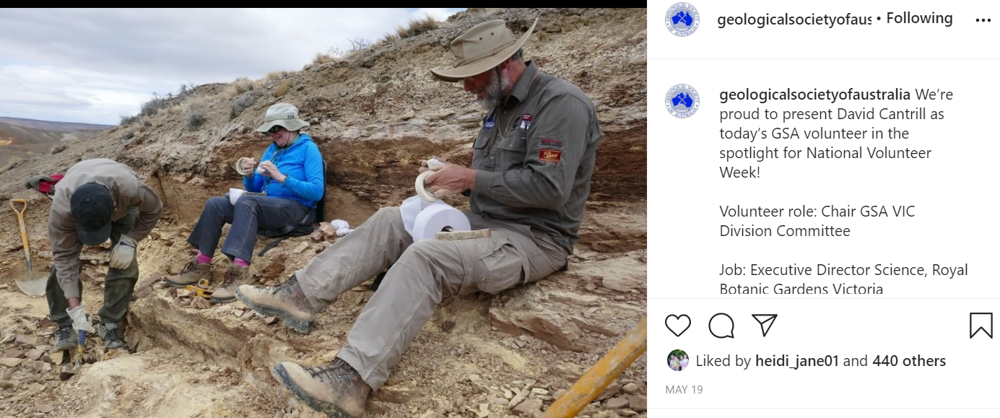 geologicalsocietyofaus • Following
geologicalsocietyofaustralia We're
proud to present David Cantrill as
today's GSA volunteer in the
spotlight for National Volunteer
Week!
Volunteer role: Chair GSA VIC
Division Committee
Job: Executive Director Science, Royal
Botanic Gardens Victoria
Liked by heidi_jane01 and 440 others
MAY 19